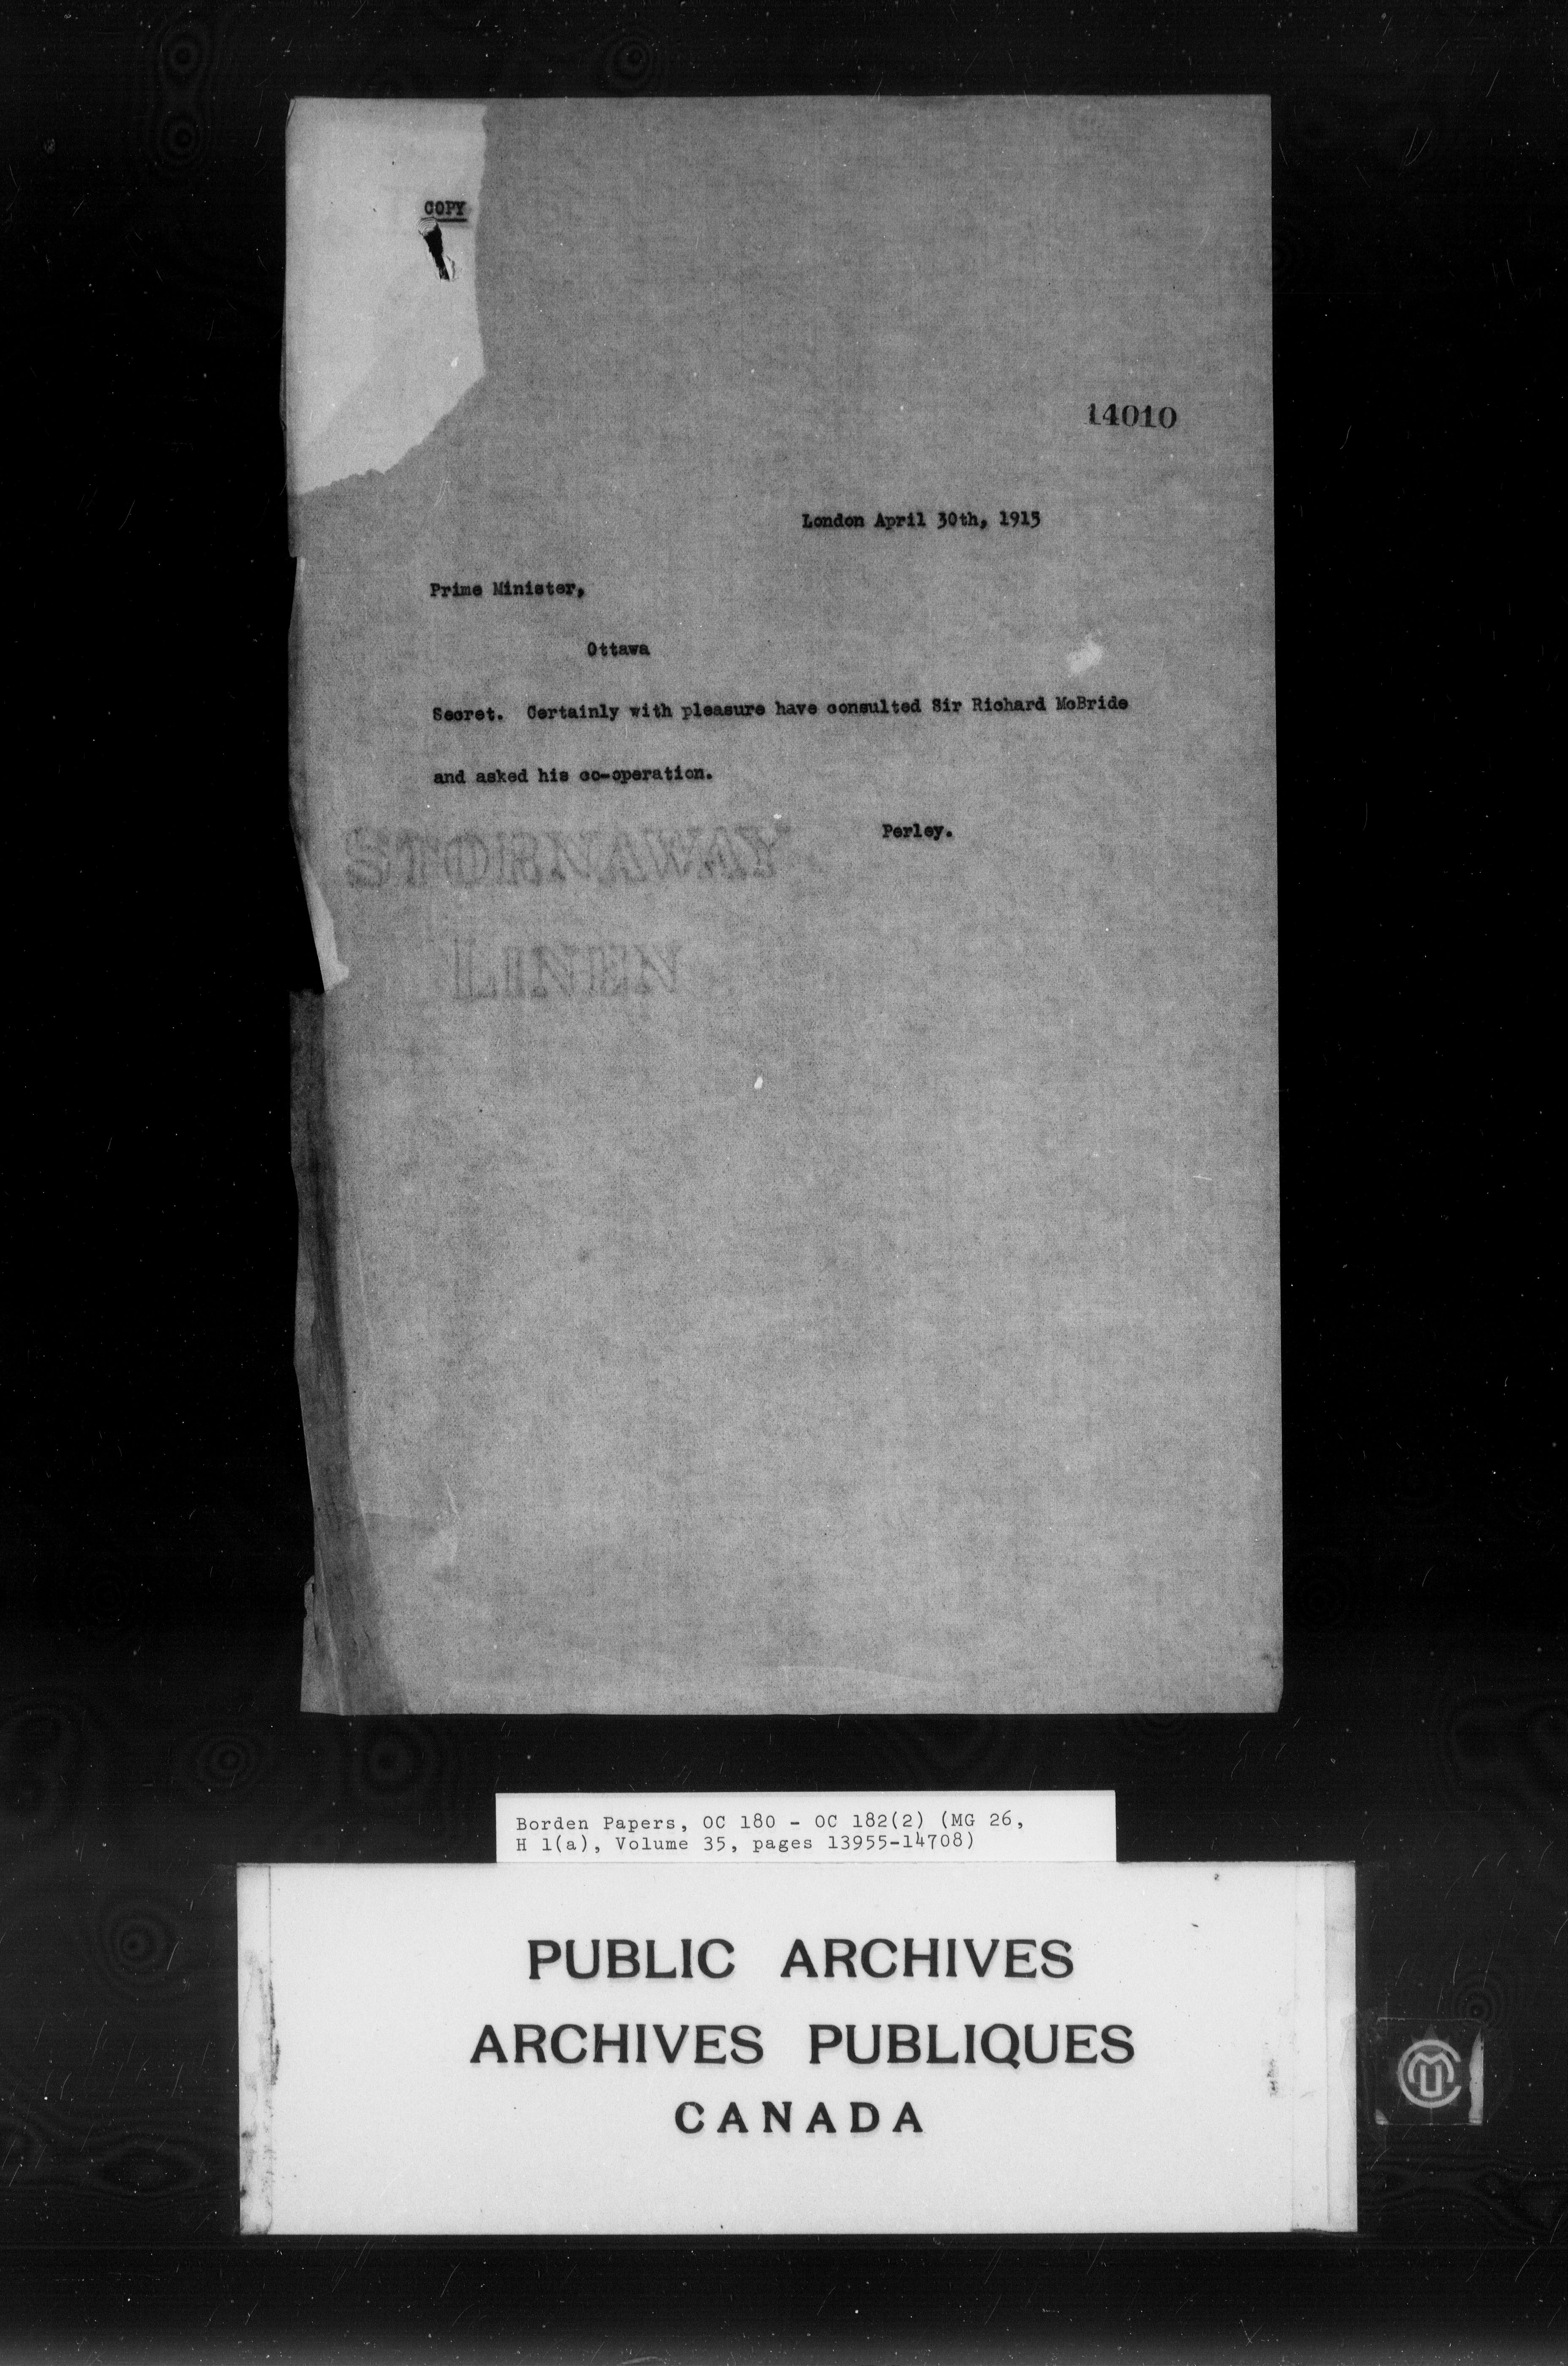 COPY
14010
London April 30th, 1915
Prime Minister,
Ottawa
Secret. Certainly with pleasure have consulted Sir Richard McBride
and asked his co-operation.
Perley.
STORNAWAY
LINEN
Borden Papers, OC 180 - OC 182(2) (MG 26,
H 1(a), Volume 35, pages 13955-14708)
PUBLIC ARCHIVES
ARCHIVES PUBLIQUES
CANADA